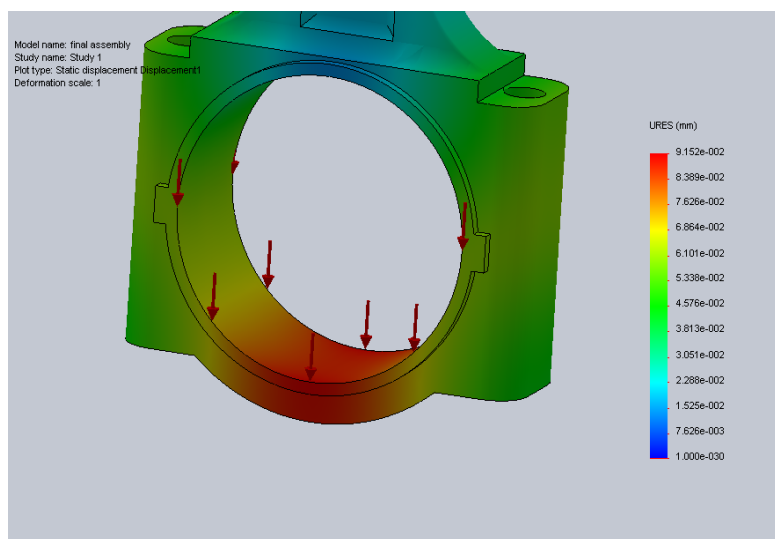 Model name: final assembly
Study name: Study 1
Plot type: Static displacement Displacement1
Deformation scale: 1
URES (mm)
9.152e-002
8.389e-002
7.626e-002
6.864e-002
6.101e-002
5.338e-002
4.576e-002
3.813e-002
3.051e-002
2.288e-002
1.525e-002
7.626e-003
1.000e-030